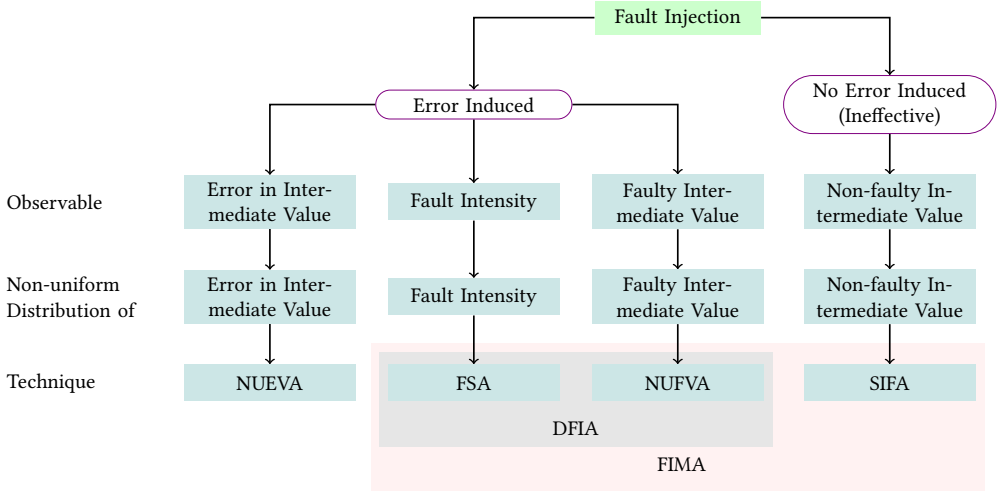 Fault Injection
Error Induced
No Error Induced
(Ineffective)
Observable
Error in Inter-
mediate Value
Fault Intensity
Faulty Inter-
mediate Value
Non-faulty In-
termediate Value
Non-uniform
Distribution of
Error in Inter-
mediate Value
Fault Intensity
Faulty Inter-
mediate Value
Non-faulty In-
termediate Value
Technique
NUEVA
FSA
NUFVA
SIFA
DFIA
FIMA